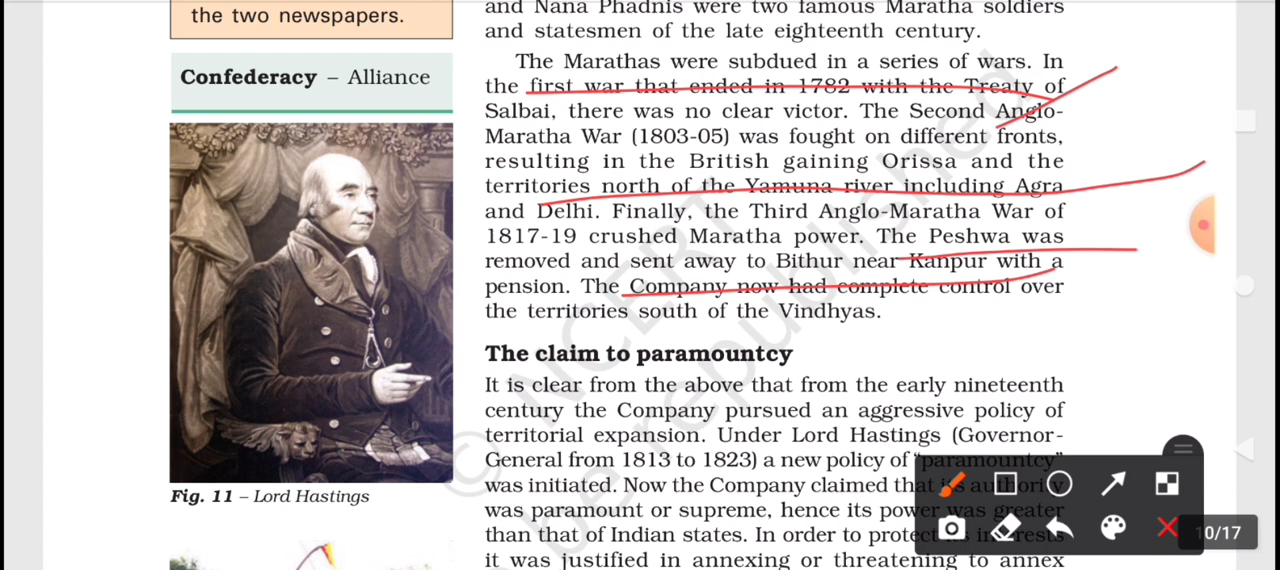 the two newspapers.
Confederacy – Alliance
Fig. 11 – Lord Hastings
and Nana Phadnis were two famous Maratha soldiers
and statesmen of the late eighteenth century.
The Marathas were subdued in a series of wars. In
the first war that ended in 1782 with the Treaty of
Salbai, there was no clear victor. The Second Anglo-
Maratha War (1803-05) was fought on different fronts,
resulting in the British gaining Orissa and the
territories north of the Yamuna river including Agra
and Delhi. Finally, the Third Anglo-Maratha War of
1817-19 crushed Maratha power. The Peshwa was
removed and sent away to Bithur near Kanpur with a
pension. The Company now had complete control over
the territories south of the Vindhyas.
The claim to paramountcy
It is clear from the above that from the early nineteenth
century the Company pursued an aggressive policy of
territorial expansion. Under Lord Hastings (Governor-
General from 1813 to 1823) a new policy of “paramountcy”
was initiated. Now the Company claimed that its authority
was paramount or supreme, hence its power was greater
than that of Indian states. In order to protect its interests
it was justified in annexing or threatening to annex
© NCERT
be republished
10/17